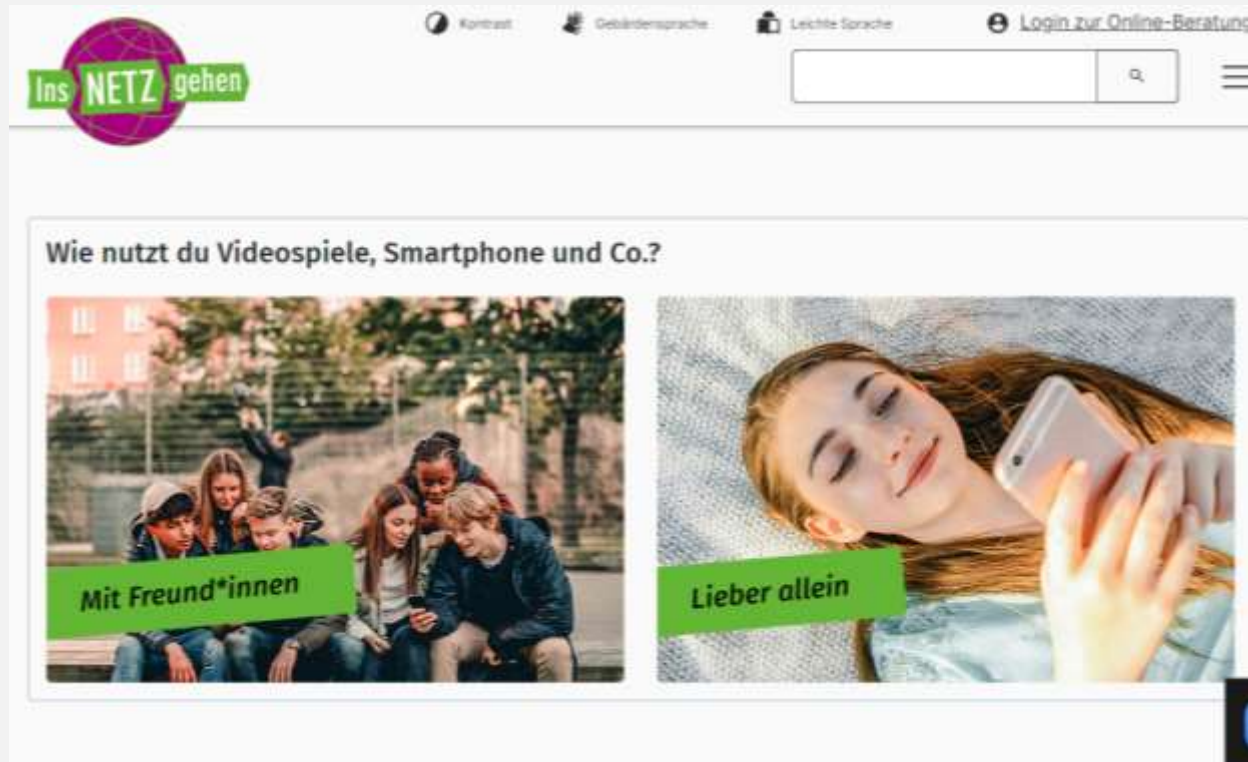 Kontrast
Gebärdensprache
Leichte Sprache
Login zur Online-Beratung
Ins NETZ gehen
Wie nutzt du Videospiele, Smartphone und Co.?
Mit Freund*innen
Lieber allein